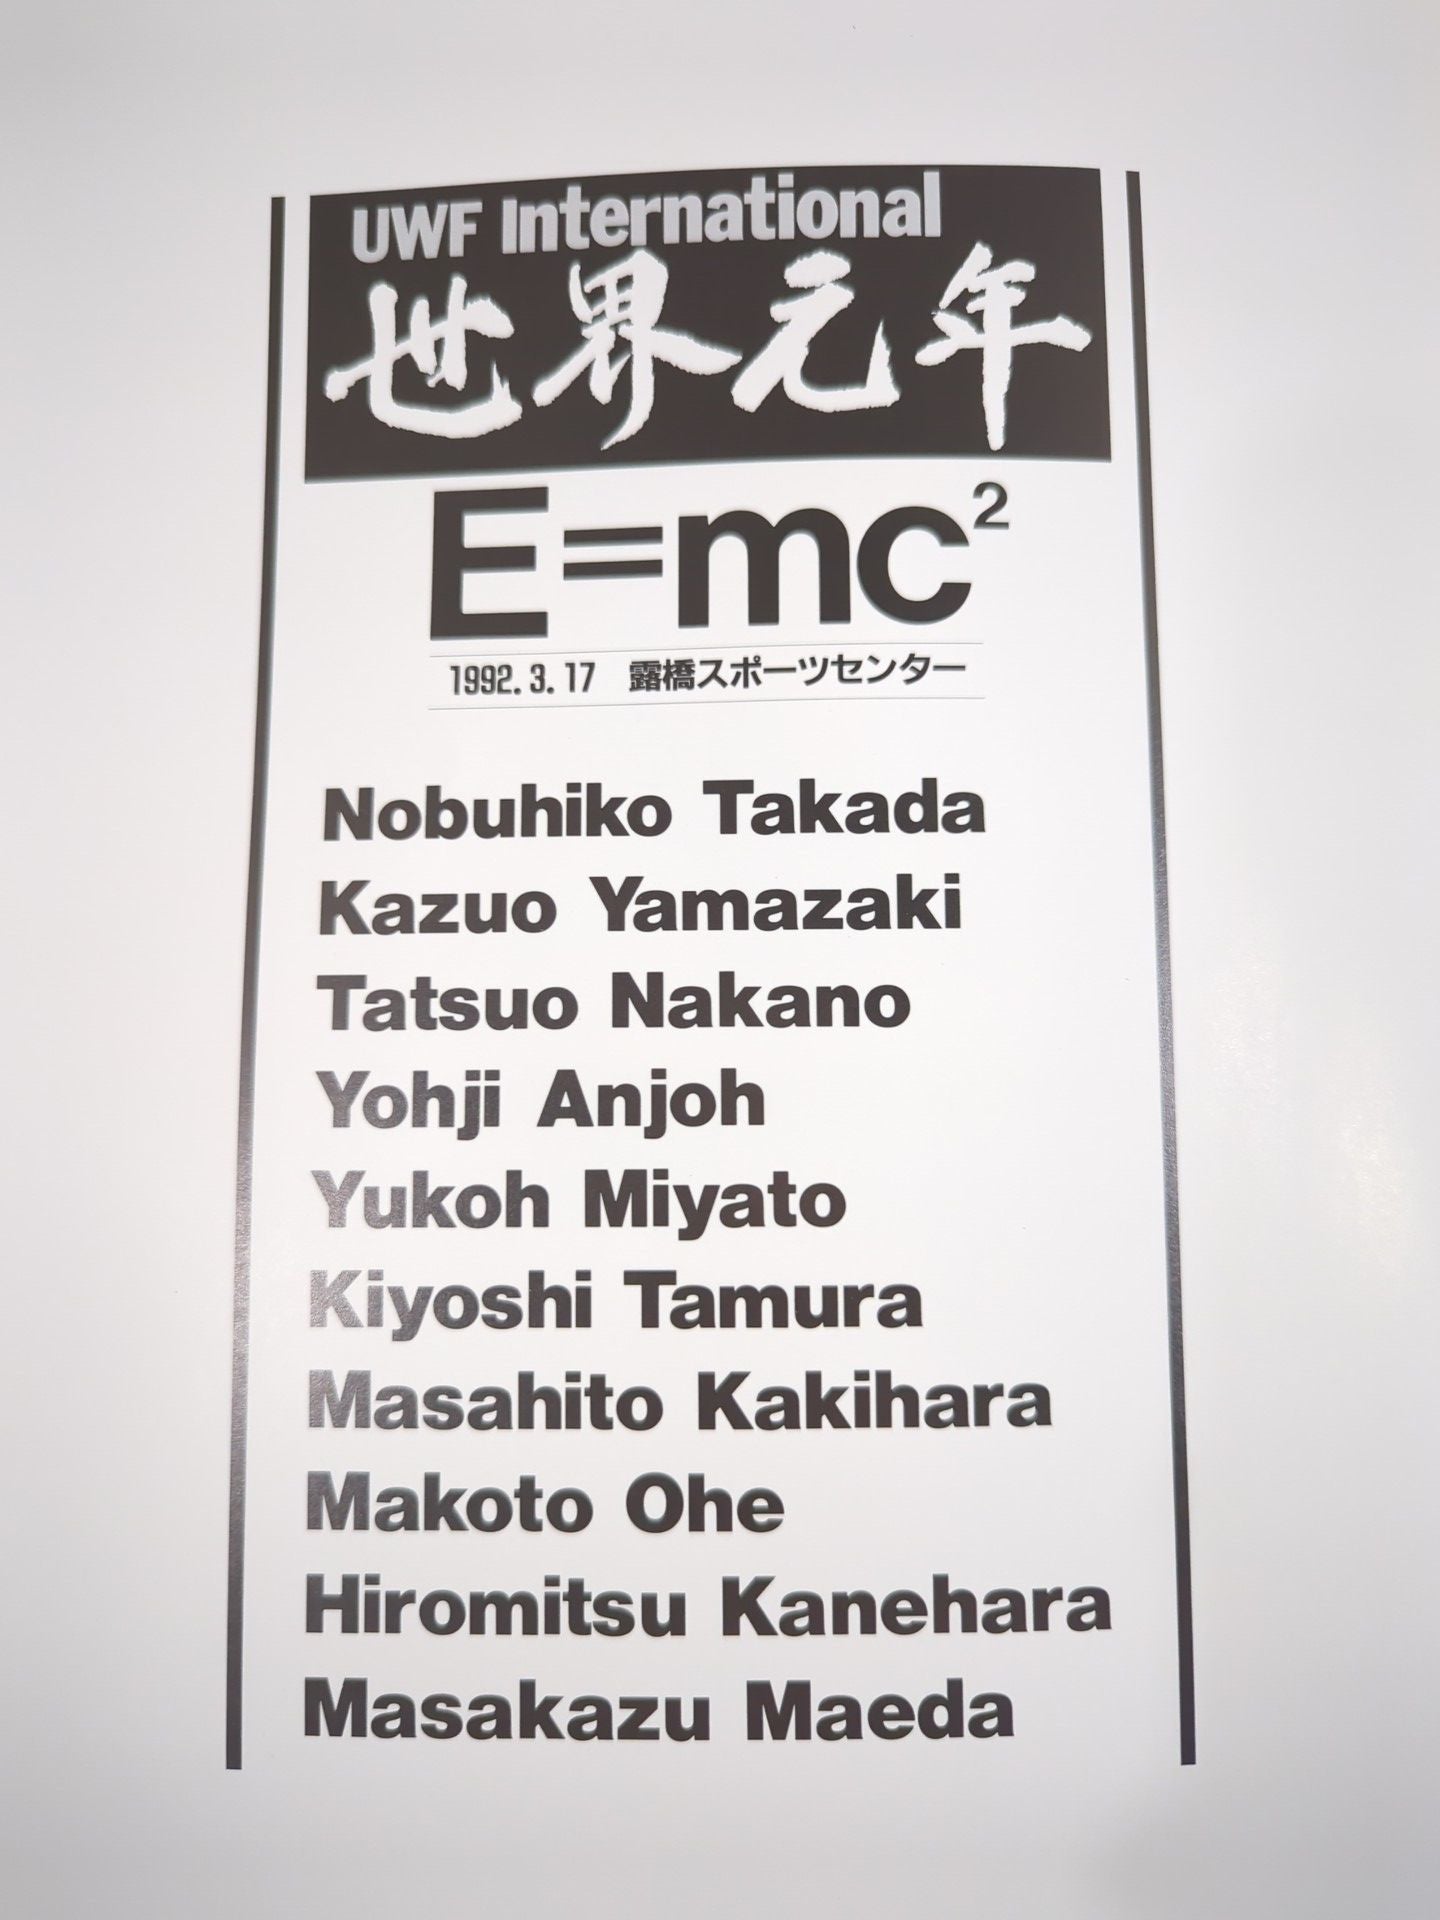 UWF International
世界元年
E=mc²
1992.3.17 露橋スポーツセンター
Nobuhiko Takada
Kazuo Yamazaki
Tatsuo Nakano
Yohji Anjoh
Yukoh Miyato
Kiyoshi Tamura
Masahito Kakihara
Makoto Ohe
Hiromitsu Kanehara
Masakazu Maeda